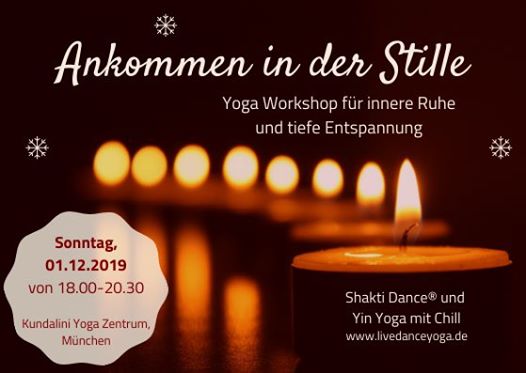 Ankommen in der Stille
Yoga Workshop für innere Ruhe
und tiefe Entspannung
Sonntag,
01.12.2019
von 18.00-20.30
Kundalini Yoga Zentrum,
München
Shakti Dance® und
Yin Yoga mit Chill
www.livedanceyoga.de